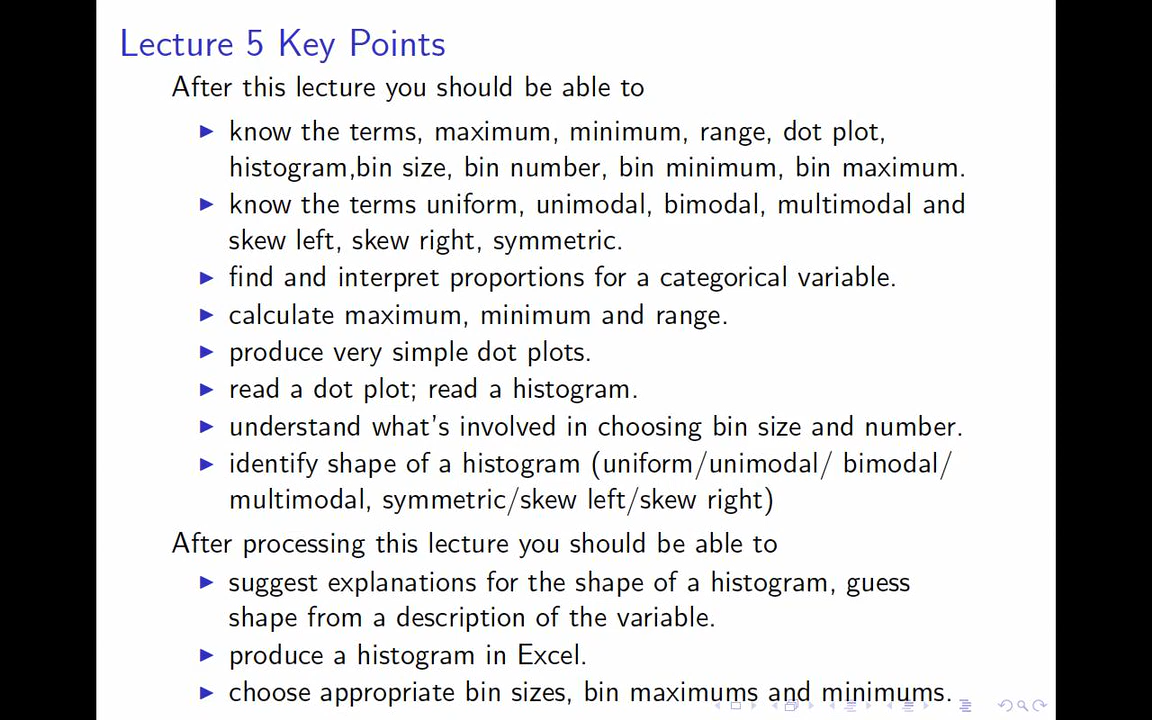 Lecture 5 Key Points
After this lecture you should be able to
know the terms, maximum, minimum, range, dot plot,
histogram,bin size, bin number, bin minimum, bin maximum.
know the terms uniform, unimodal, bimodal, multimodal and
skew left, skew right, symmetric.
find and interpret proportions for a categorical variable.
calculate maximum, minimum and range.
produce very simple dot plots.
read a dot plot; read a histogram.
understand what's involved in choosing bin size and number.
identify shape of a histogram (uniform/unimodal/ bimodal/
multimodal, symmetric/skew left/skew right)
After processing this lecture you should be able to
suggest explanations for the shape of a histogram, guess
shape from a description of the variable.
produce a histogram in Excel.
choose appropriate bin sizes, bin maximums and minimums.